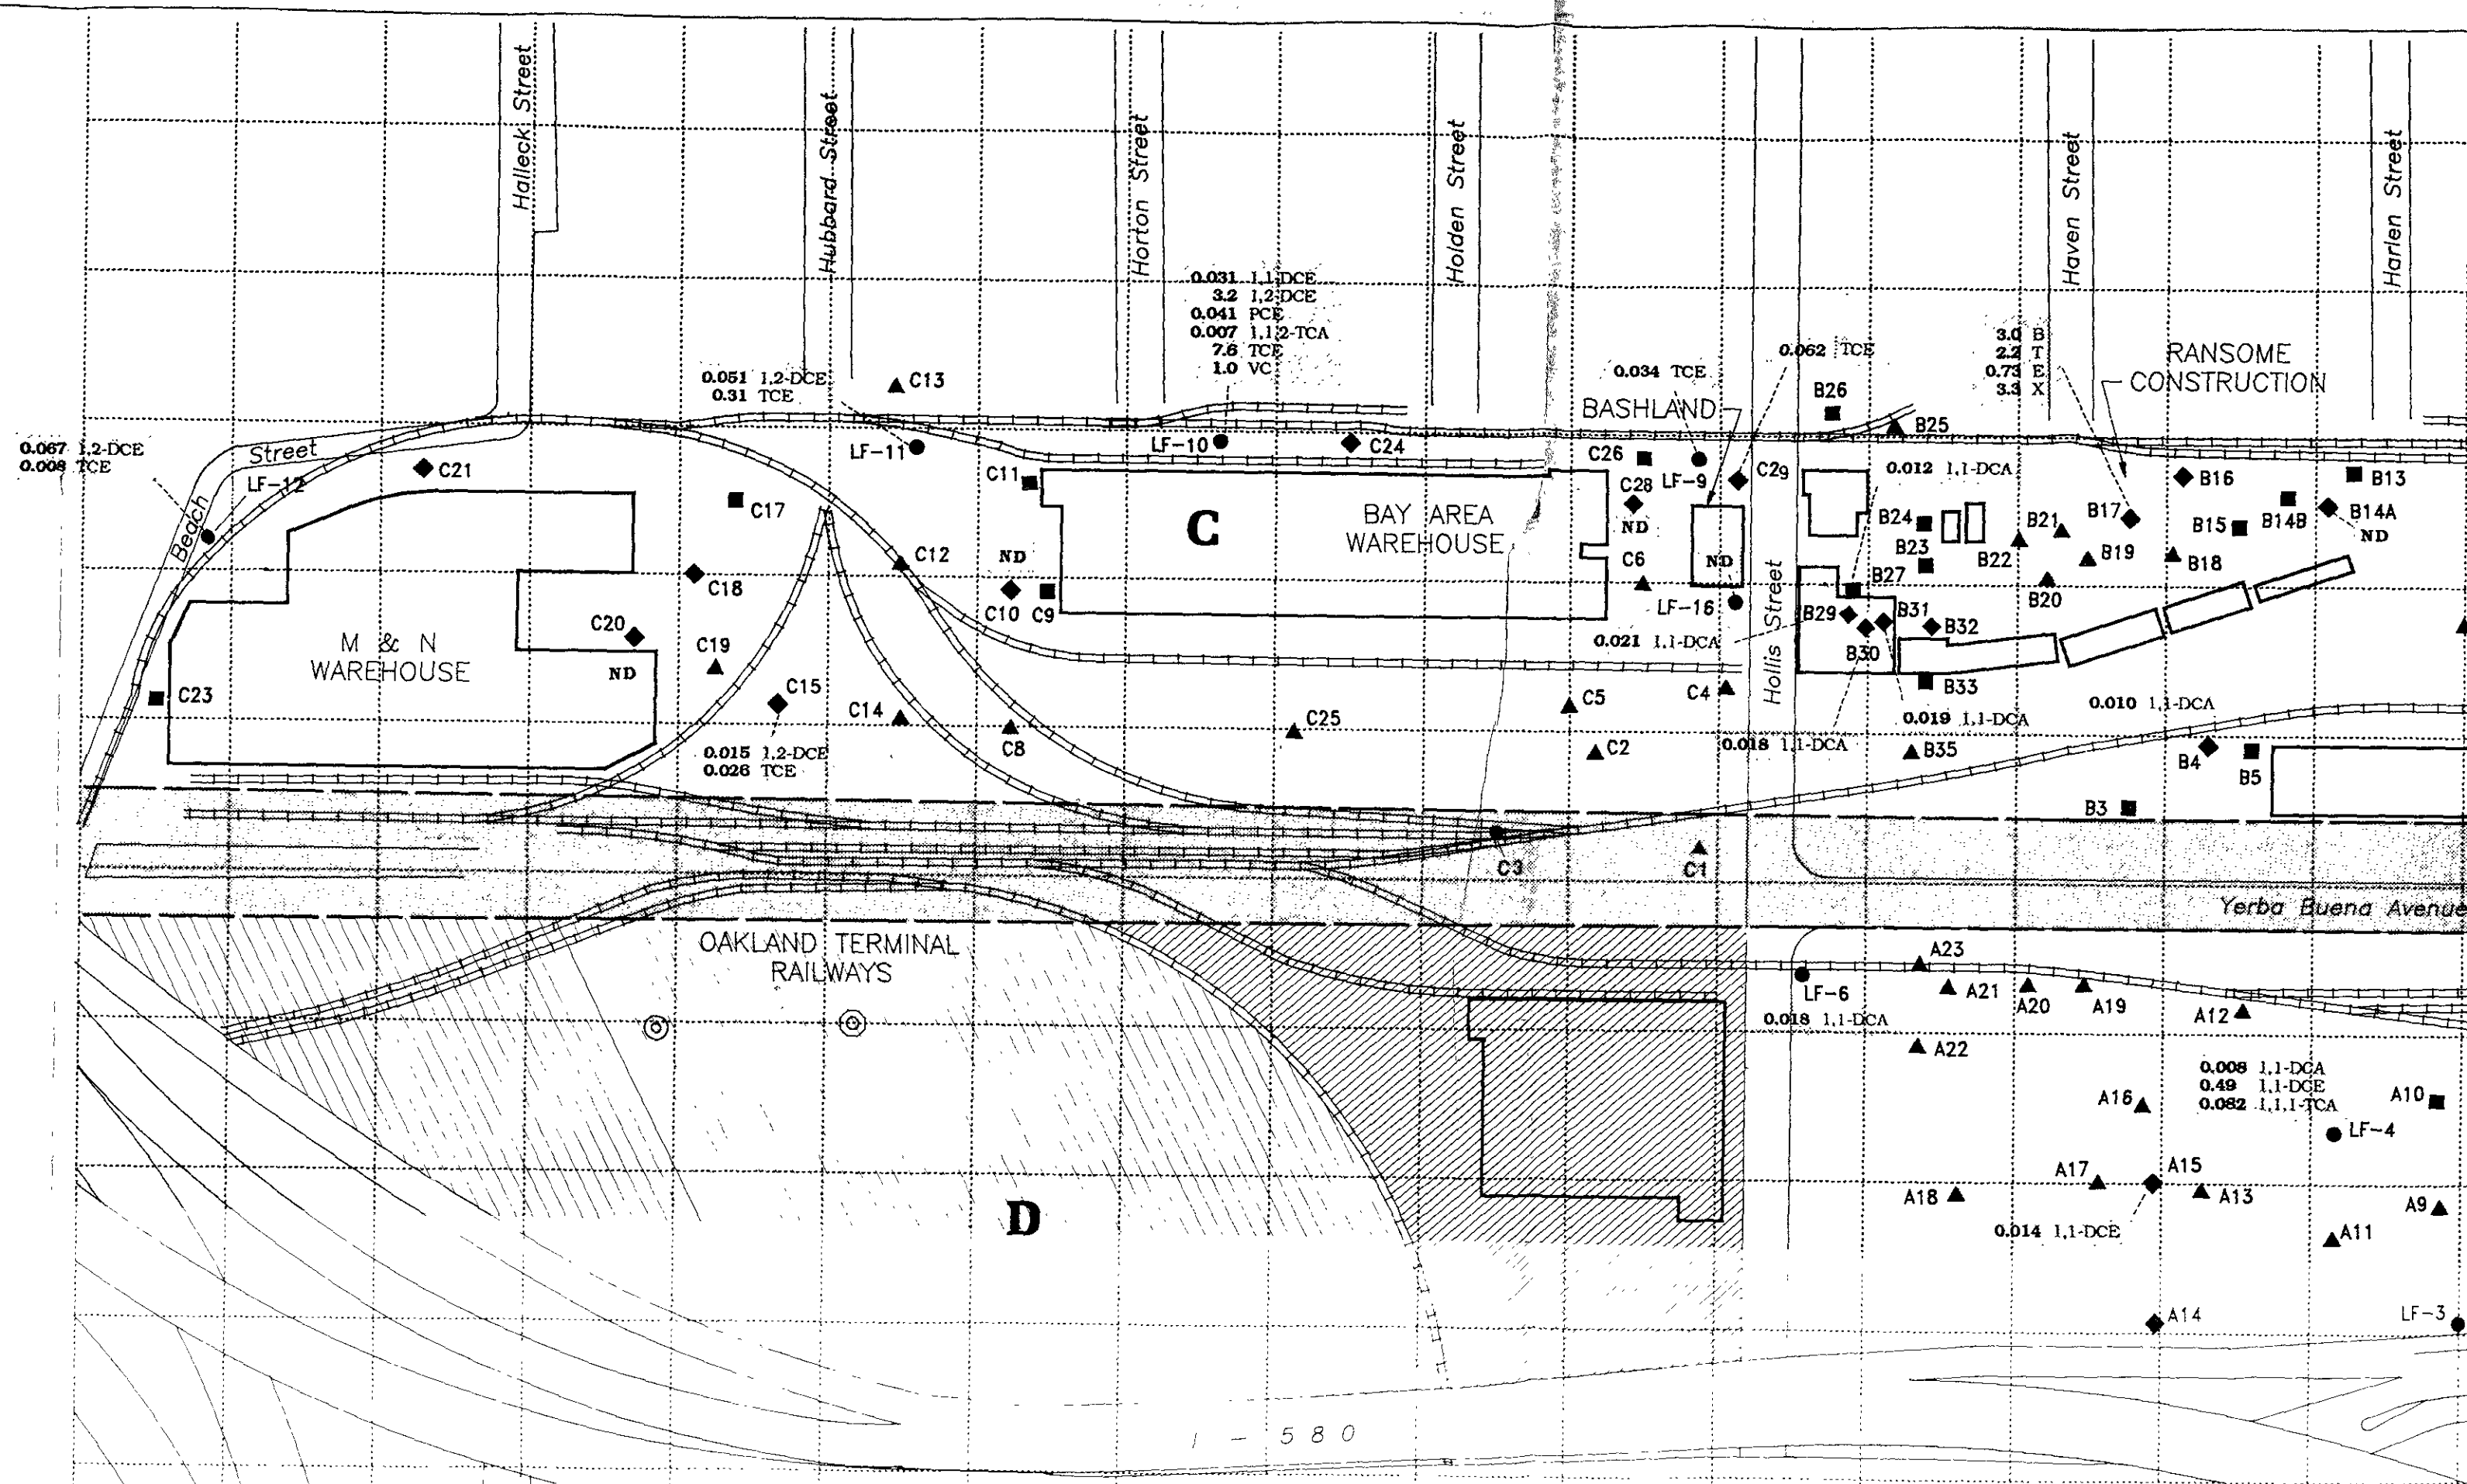 Halleck Street
Hubbard Street
Horton Street
Holden Street
Haven Street
Harlen Street
0.031 1,1-DCE
3.2 1,2-DCE
0.041 PCE
0.007 1,1,2-TCA
7.6 TCE
1.0 VC
0.051 1,2-DCE
0.31 TCE
C13
0.034 TCE
0.062 TCE
3.0 B
2.2 T
0.73 E
3.3 X
RANSOME
CONSTRUCTION
BASHLAND
B26
B25
0.067 1,2-DCE
0.008 TCE
Beach Street
LF-12
C21
LF-11
LF-10
C24
C26
LF-9
C29
0.012 1,1-DCA
C11
C17
C
BAY AREA
WAREHOUSE
C28
ND
B24
B21
B17
B16
B15
B14B
B13
B14A
ND
C12
ND
C10
C9
C6
ND
LF-16
B23
B22
B19
B18
B20
B27
C18
C20
ND
M & N
WAREHOUSE
C19
C23
C15
0.015 1,2-DCE
0.026 TCE
C14
C8
C25
C5
C2
C4
0.021 1,1-DCA
Hollis Street
B29
B31
B30
B32
B33
0.019 1,1-DCA
0.018 1,1-DCA
B35
0.010 1,1-DCA
B4
B5
B3
C3
C1
Yerba Buena Avenue
OAKLAND TERMINAL
RAILWAYS
A23
LF-6
0.018 1,1-DCA
A21
A20
A19
A12
A22
0.008 1,1-DCA
0.49 1,1-DCE
0.082 1,1,1-TCA
A16
A10
LF-4
A17
A15
A18
A13
A9
0.014 1,1-DCE
A11
D
A14
LF-3
I - 580